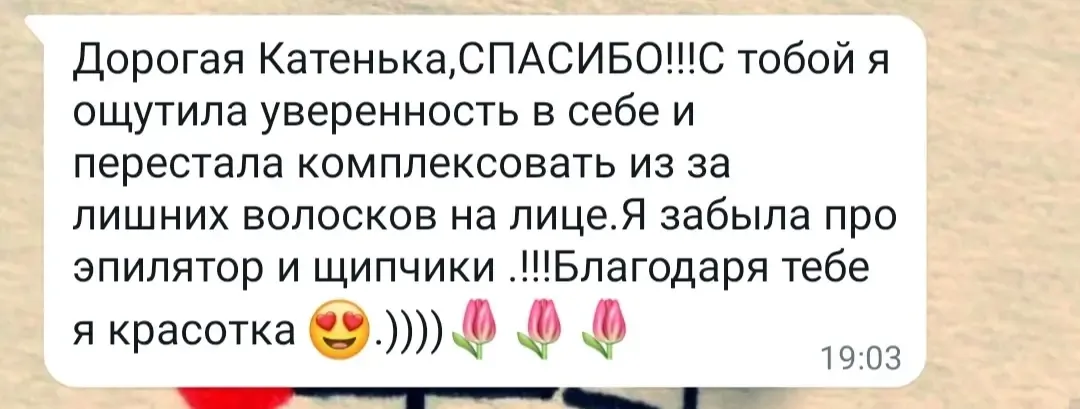 Дорогая Катенька,СПАСИБО!!!С тобой я
ощутила уверенность в себе и
перестала комплексовать из за
лишних волосков на лице.Я забыла про
эпилятор и щипчики .!!!Благодаря тебе
я красотка 😍.))))🌷 🌷 🌷
19:03